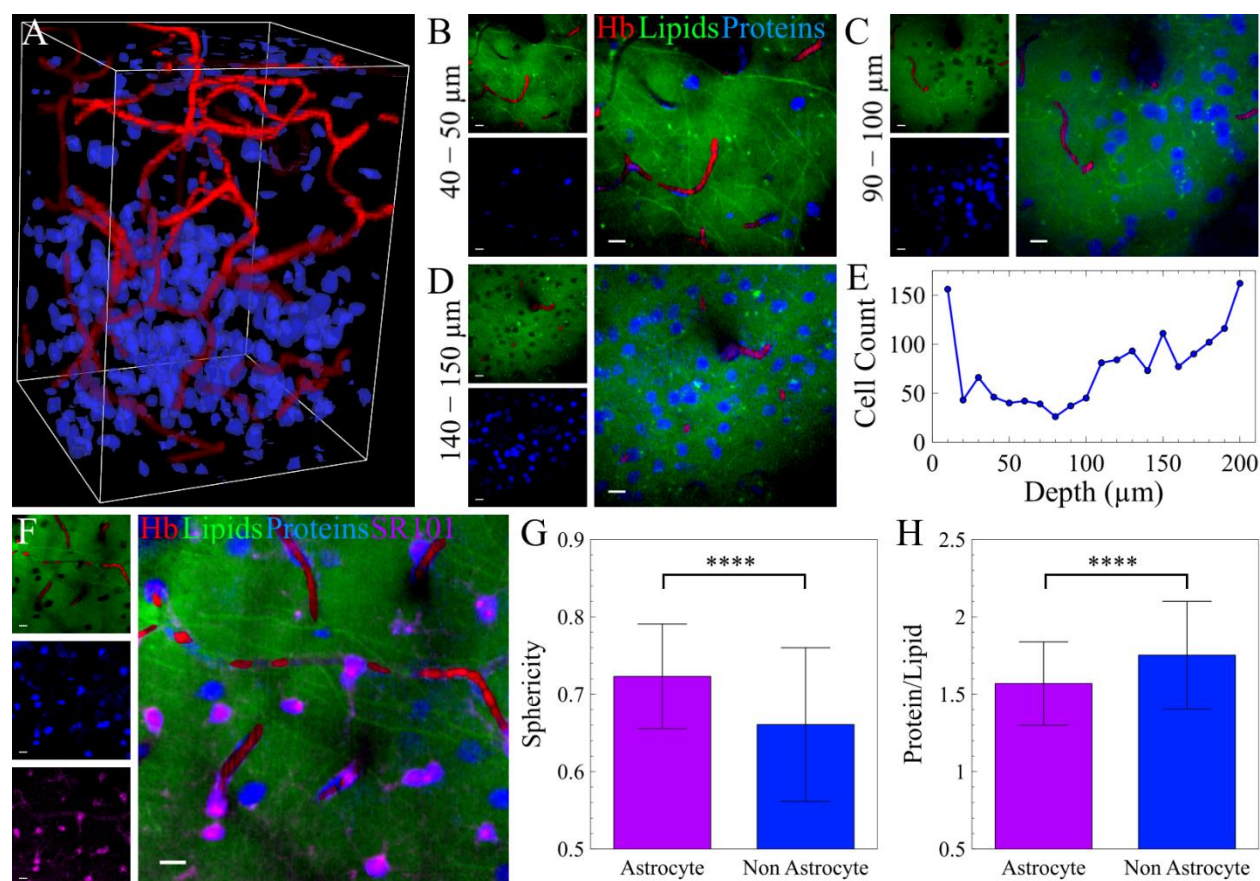 A
B
Hb Lipids Proteins
40 – 50 µm
C
90 – 100 µm
D
140 – 150 µm
E
Cell Count
150
100
50
0
0 50 100 150 200
Depth (µm)
F
Hb Lipids Proteins SR101
G
Sphericity
0.9
0.8
0.7
0.6
0.5
****
Astrocyte Non Astrocyte
H
Protein/Lipid
2.5
2
1.5
1
0.5
****
Astrocyte Non Astrocyte